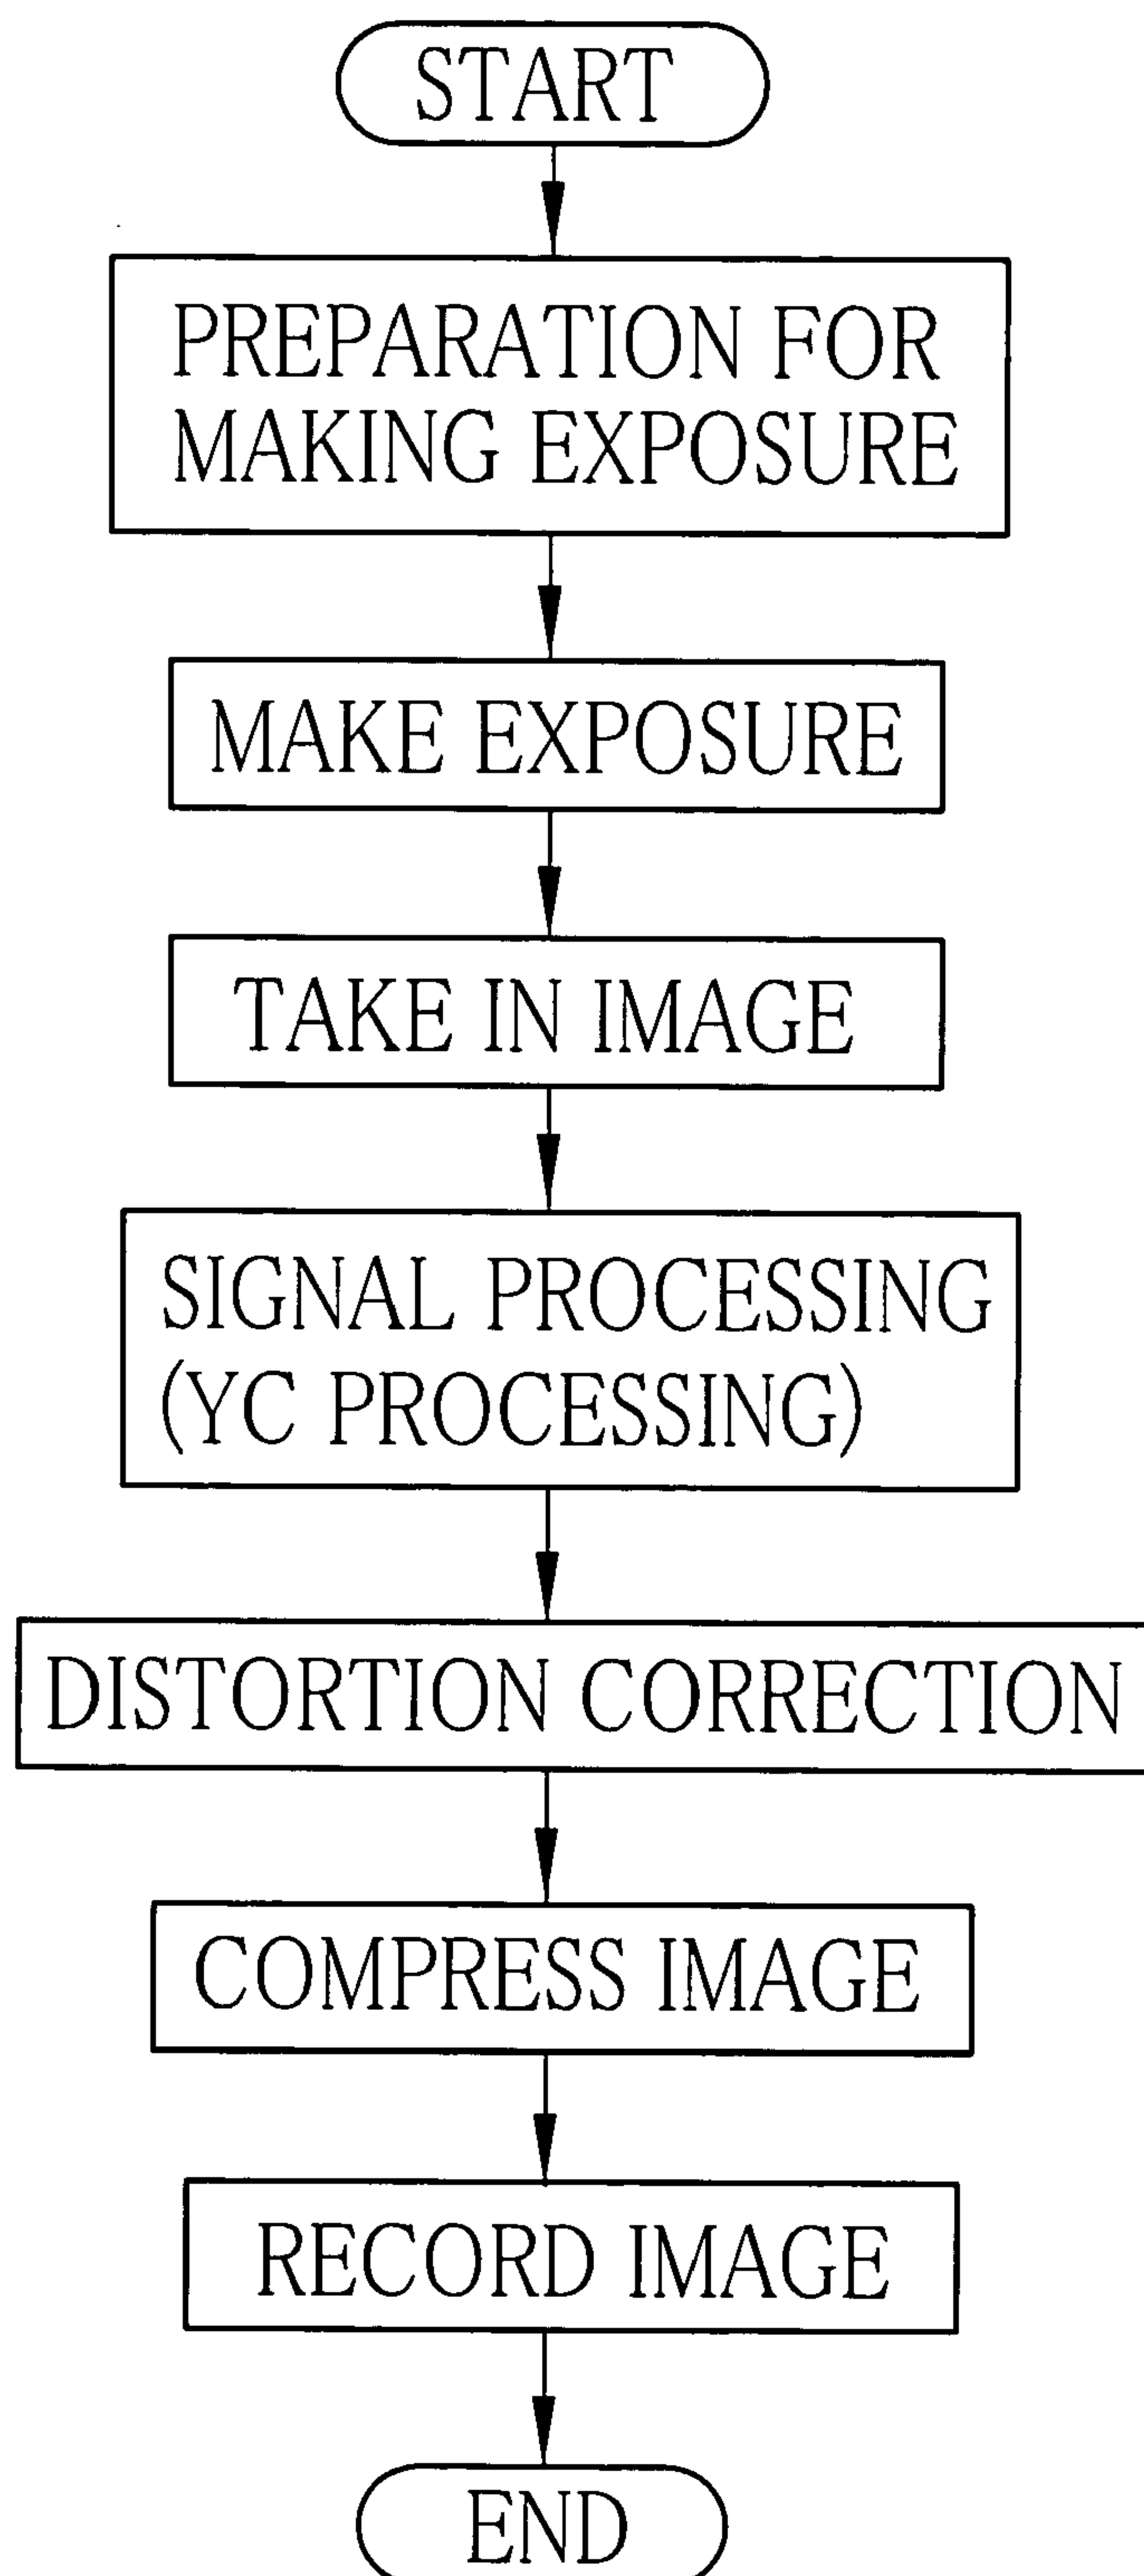 START
PREPARATION FOR
MAKING EXPOSURE
MAKE EXPOSURE
TAKE IN IMAGE
SIGNAL PROCESSING
(YC PROCESSING)
DISTORTION CORRECTION
COMPRESS IMAGE
RECORD IMAGE
END